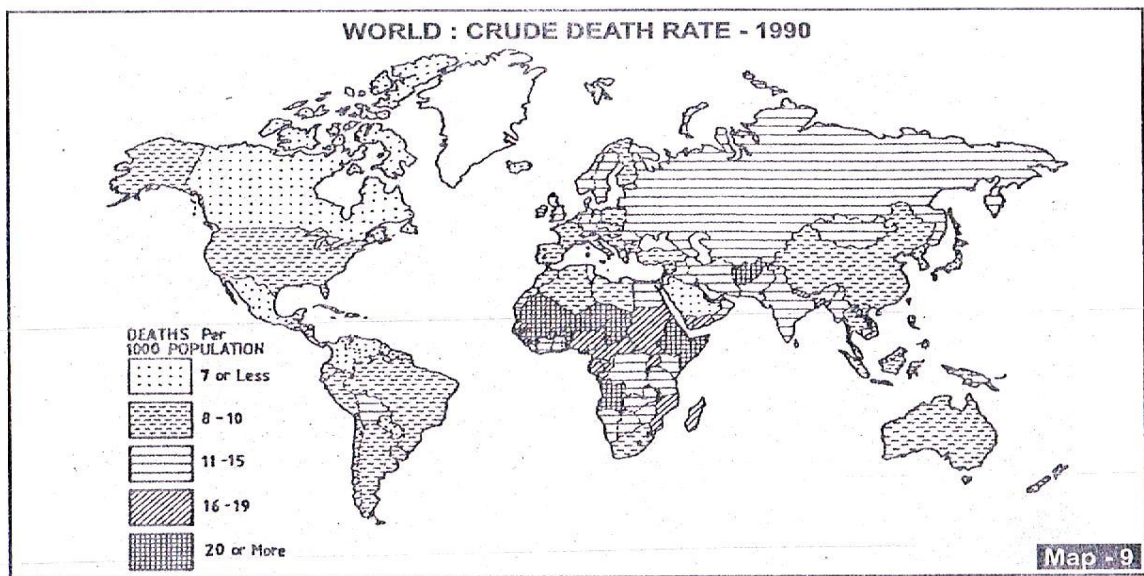 WORLD : CRUDE DEATH RATE - 1990
DEATHS Per
1000 POPULATION
7 or Less
8 - 10
11 - 15
16 - 19
20 or More
Map - 9